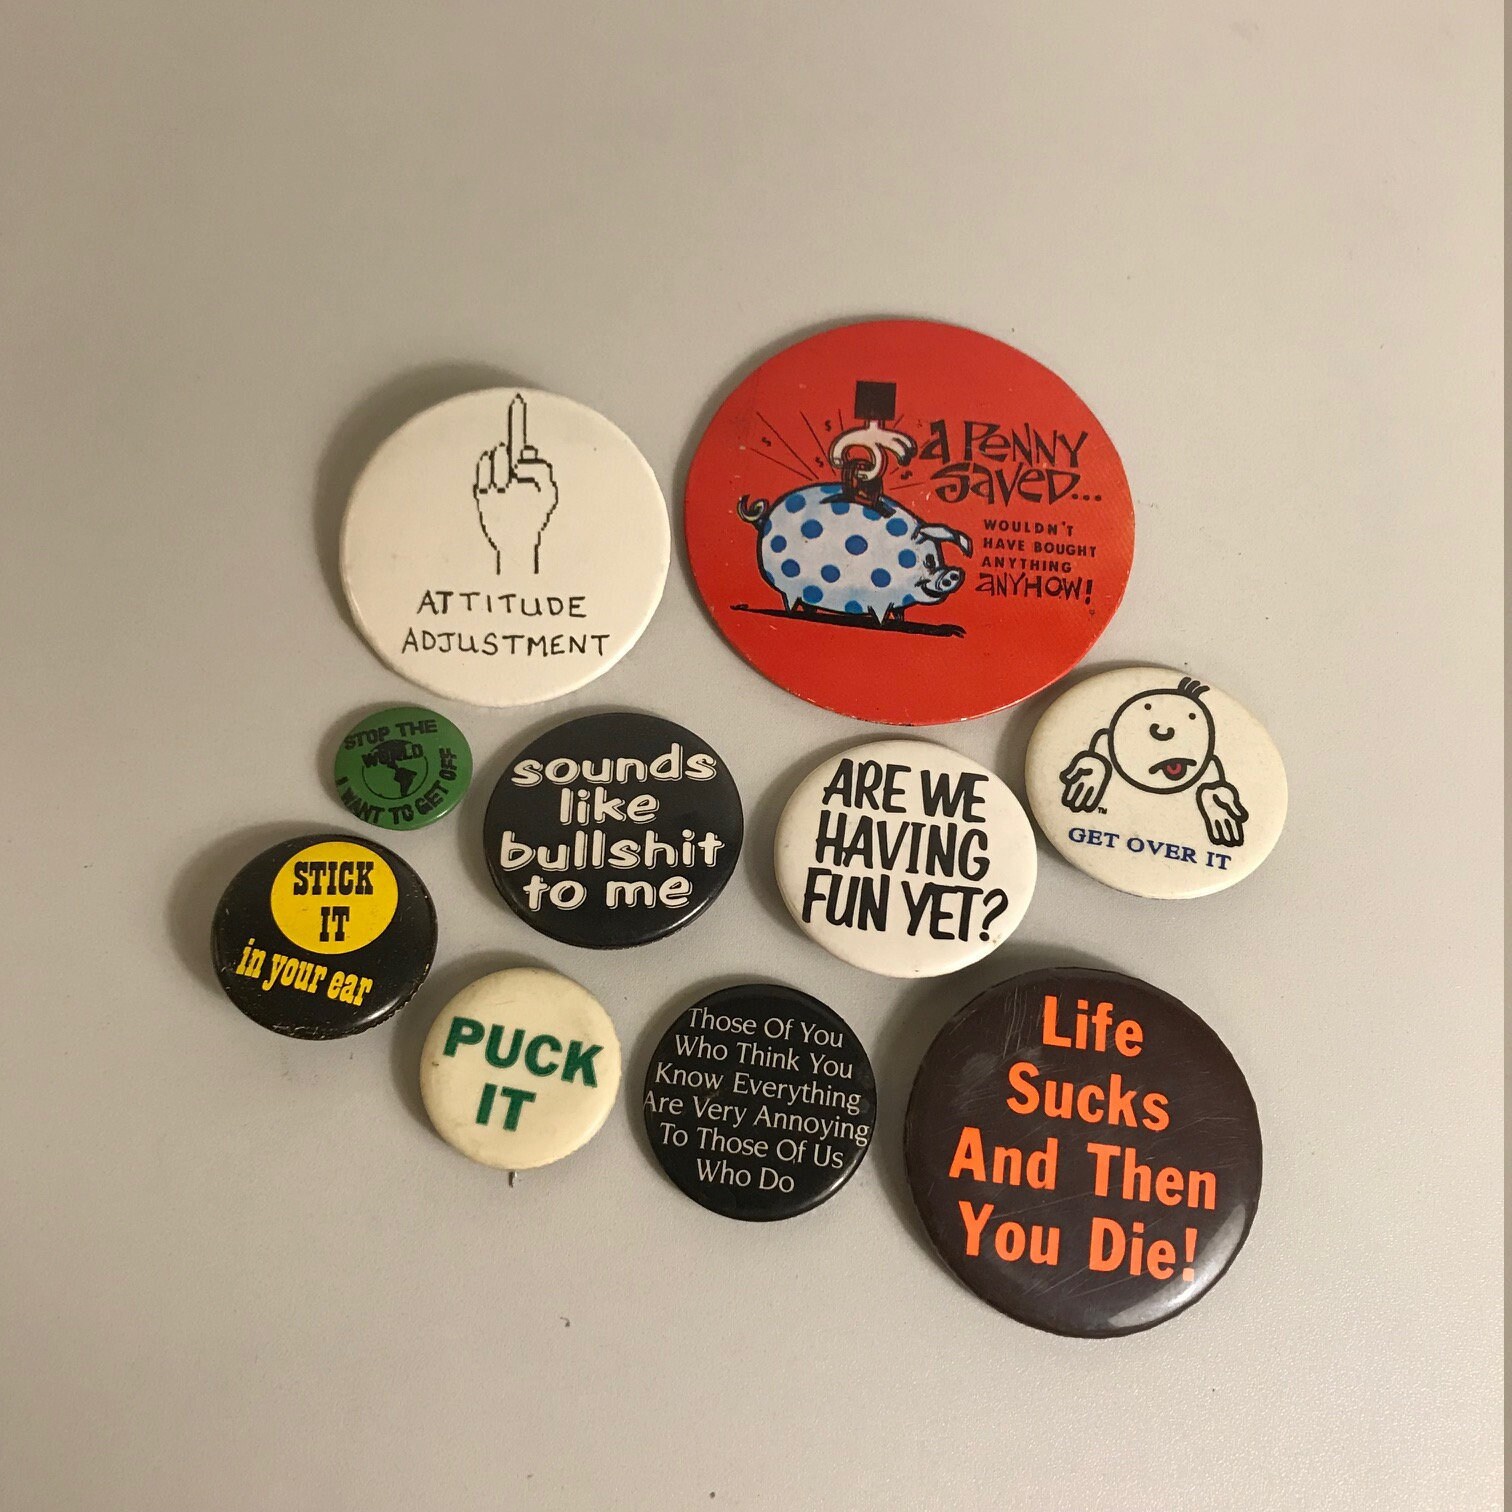 ATTITUDE
ADJUSTMENT
A PENNY
SAVED...
WOULDN'T
HAVE BOUGHT
ANYTHING
ANYHOW!
STOP THE
WORLD
I WANT TO GET OFF
sounds
like
bullshit
to me
ARE WE
HAVING
FUN YET?
TM
GET OVER IT
STICK
IT
in your ear
PUCK
IT
Those Of You
Who Think You
Know Everything
Are Very Annoying
To Those Of Us
Who Do
Life
Sucks
And Then
You Die!